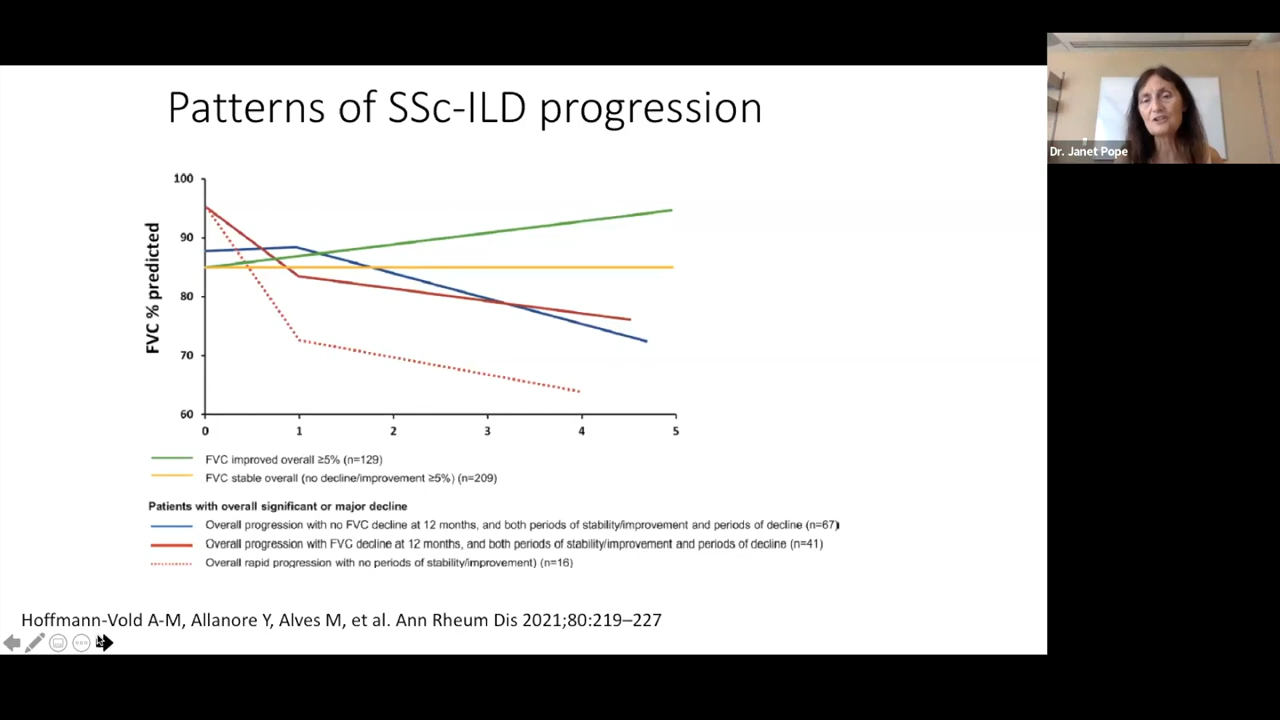 Patterns of SSc-ILD progression
Dr. Janet Pope
FVC % predicted
100
90
80
70
60
0 1 2 3 4 5
FVC improved overall ≥5% (n=129)
FVC stable overall (no decline/improvement ≥5%) (n=209)
Patients with overall significant or major decline
Overall progression with no FVC decline at 12 months, and both periods of stability/improvement and periods of decline (n=67)
Overall progression with FVC decline at 12 months, and both periods of stability/improvement and periods of decline (n=41)
Overall rapid progression with no periods of stability/improvement) (n=16)
Hoffmann-Vold A-M, Allanore Y, Alves M, et al. Ann Rheum Dis 2021;80:219–227